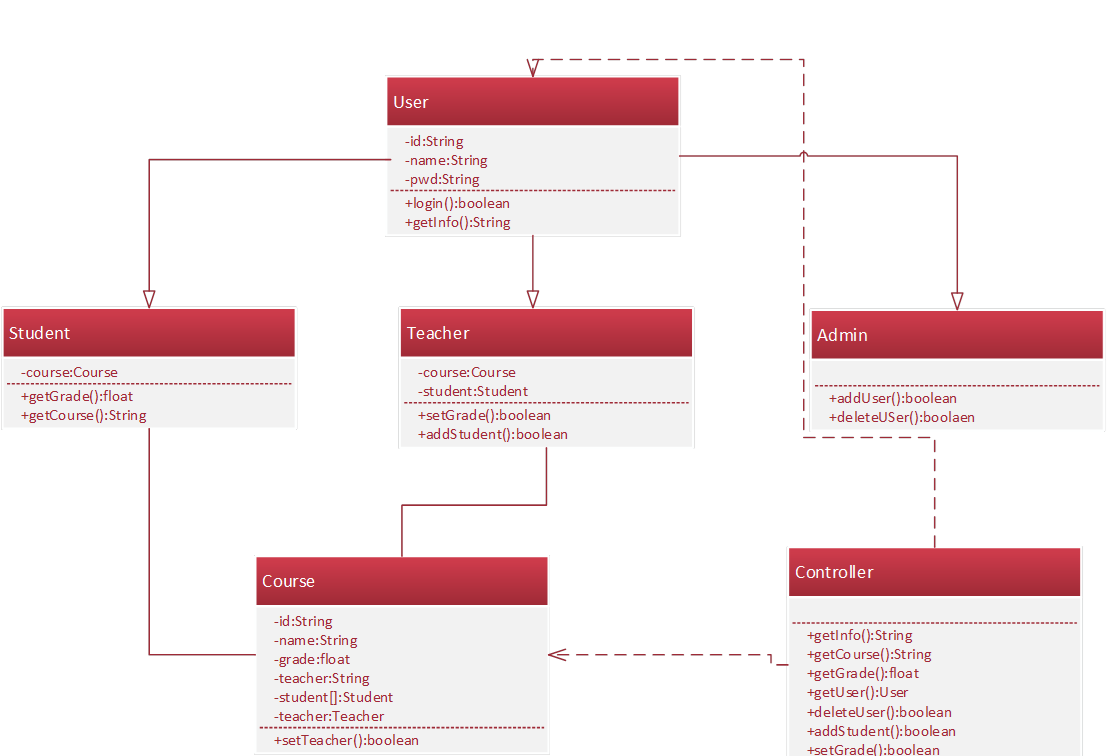 User
-id:String
-name:String
-pwd:String
+login():boolean
+getInfo():String
Student
-course:Course
+getGrade():float
+getCourse():String
Teacher
-course:Course
-student:Student
+setGrade():boolean
+addStudent():boolean
Admin
+addUser():boolean
+deleteUSer():boolaen
Course
-id:String
-name:String
-grade:float
-teacher:String
-student[]:Student
-teacher:Teacher
+setTeacher():boolean
Controller
+getInfo():String
+getCourse():String
+getGrade():float
+getUser():User
+deleteUser():boolean
+addStudent():boolean
+setGrade():boolean